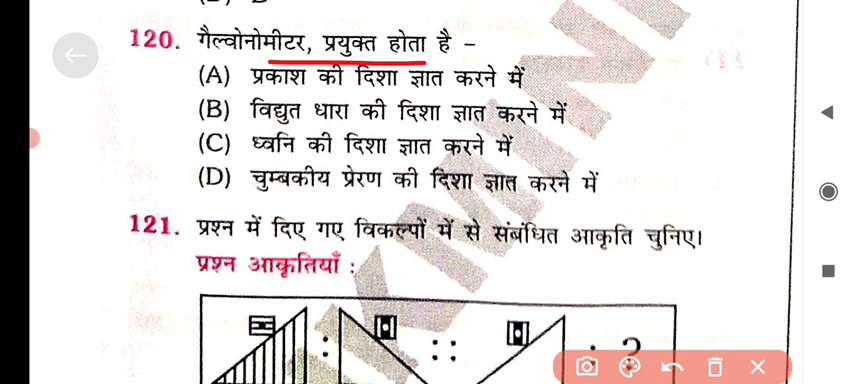 120. गैल्वोनोमीटर, प्रयुक्त होता है -
(A) प्रकाश की दिशा ज्ञात करने में
(B) विद्युत धारा की दिशा ज्ञात करने में
(C) ध्वनि की दिशा ज्ञात करने में
(D) चुम्बकीय प्रेरण की दिशा ज्ञात करने में
121. प्रश्न में दिए गए विकल्पों में से संबंधित आकृति चुनिए।
प्रश्न आकृतियाँ :
: :: : ?